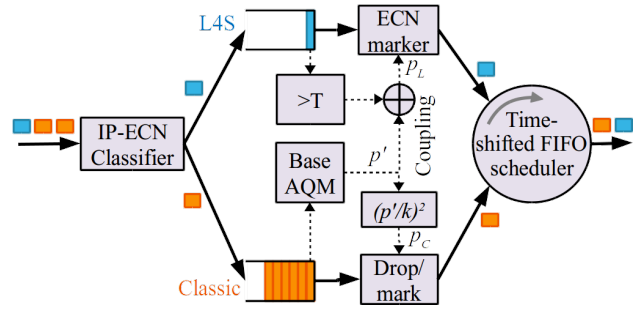 L4S
ECN
marker
p_L
>T
Coupling
IP-ECN
Classifier
Time-
shifted FIFO
scheduler
Base
AQM
p'
(p'/k)²
p_C
Classic
Drop/
mark